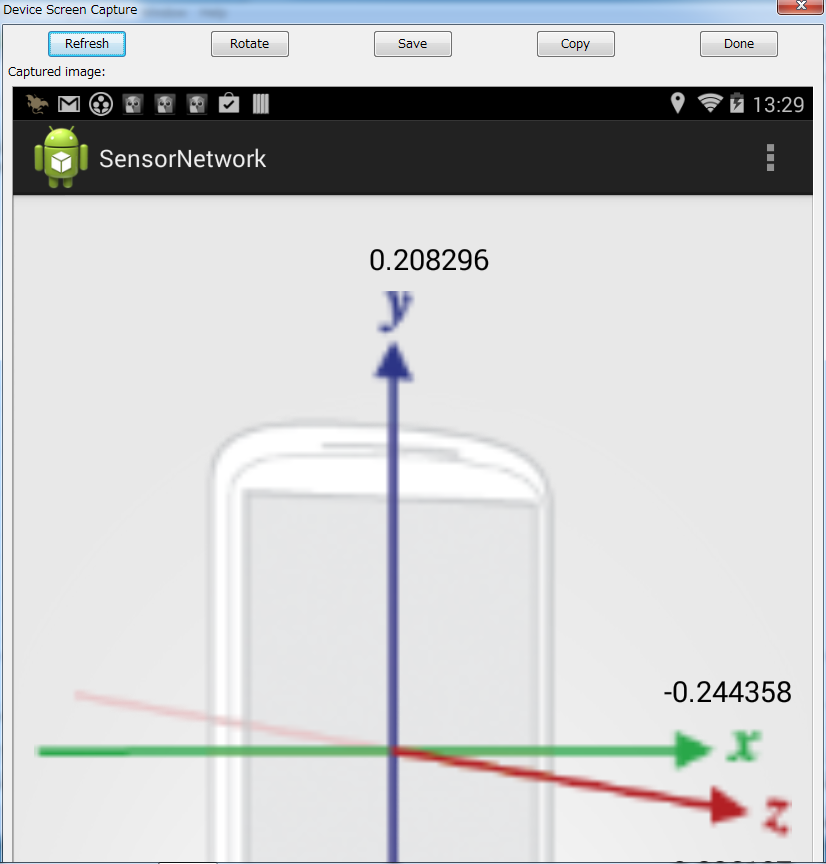 Device Screen Capture
Refresh Rotate Save Copy Done
Captured image:
13:29
SensorNetwork
0.208296
y
-0.244358
x
z